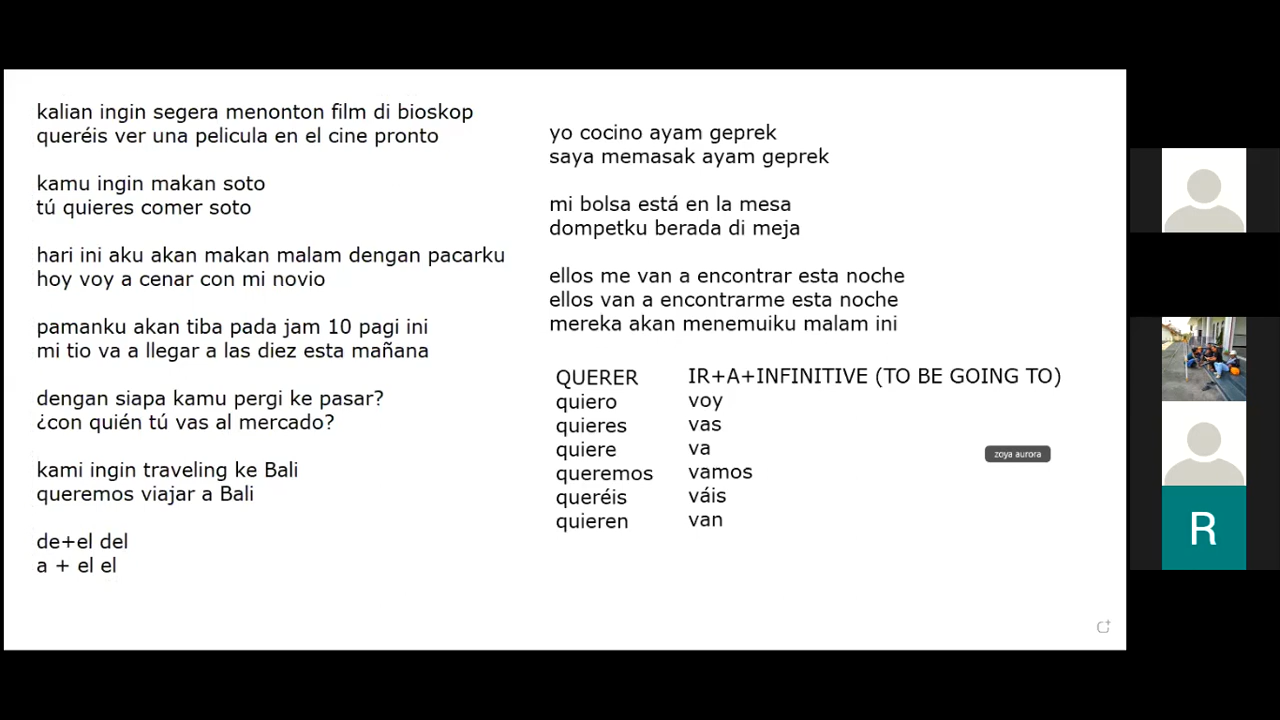 kalian ingin segera menonton film di bioskop
queréis ver una pelicula en el cine pronto
kamu ingin makan soto
tú quieres comer soto
hari ini aku akan makan malam dengan pacarku
hoy voy a cenar con mi novio
pamanku akan tiba pada jam 10 pagi ini
mi tio va a llegar a las diez esta mañana
dengan siapa kamu pergi ke pasar?
¿con quién tú vas al mercado?
kami ingin traveling ke Bali
queremos viajar a Bali
de+el del
a + el el
yo cocino ayam geprek
saya memasak ayam geprek
mi bolsa está en la mesa
dompetku berada di meja
ellos me van a encontrar esta noche
ellos van a encontrarme esta noche
mereka akan menemuiku malam ini
QUERER
quiero
quieres
quiere
queremos
queréis
quieren
IR+A+INFINITIVE (TO BE GOING TO)
voy
vas
va
vamos
váis
van
zoya aurora
R